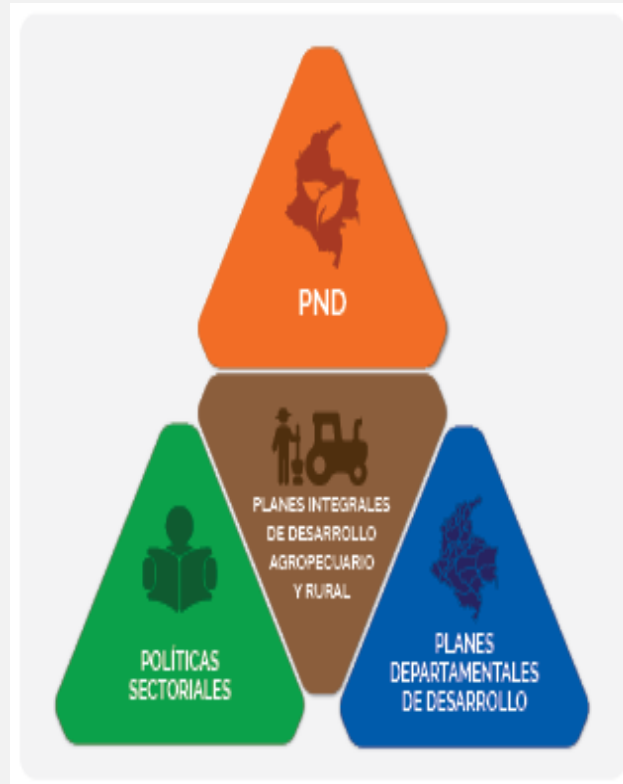 PND
PLANES INTEGRALES
DE DESARROLLO
AGROPECUARIO
Y RURAL
POLÍTICAS
SECTORIALES
PLANES
DEPARTAMENTALES
DE DESARROLLO